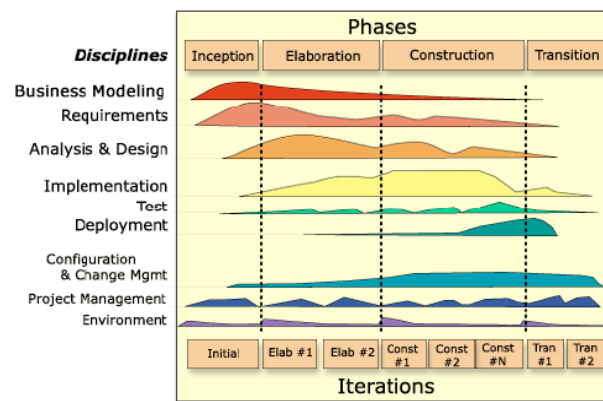 Phases
Disciplines
Inception
Elaboration
Construction
Transition
Business Modeling
Requirements
Analysis & Design
Implementation
Test
Deployment
Configuration
& Change Mgmt
Project Management
Environment
Initial
Elab #1
Elab #2
Const
#1
Const
#2
Const
#N
Tran
#1
Tran
#2
Iterations